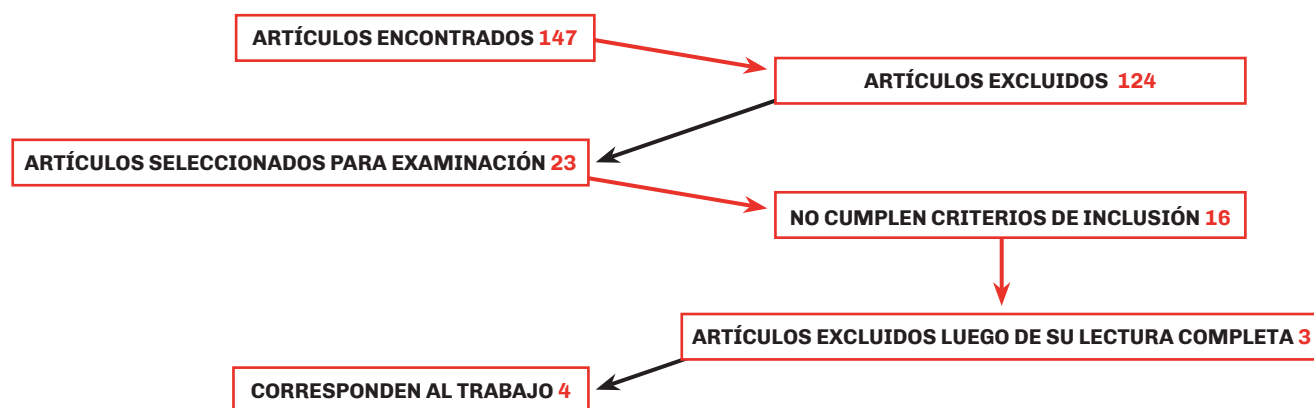 ARTÍCULOS ENCONTRADOS 147
ARTÍCULOS EXCLUIDOS 124
ARTÍCULOS SELECCIONADOS PARA EXAMINACIÓN 23
NO CUMPLEN CRITERIOS DE INCLUSIÓN 16
ARTÍCULOS EXCLUIDOS LUEGO DE SU LECTURA COMPLETA 3
CORRESPONDEN AL TRABAJO 4